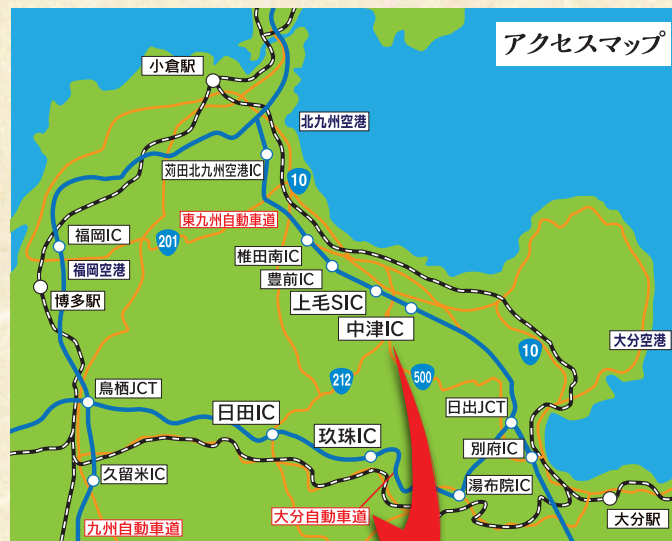 アクセスマップ
小倉駅
北九州空港
苅田北九州空港IC
10
東九州自動車道
201
福岡IC
福岡空港
椎田南IC
豊前IC
博多駅
上毛SIC
中津IC
大分空港
10
212
500
鳥栖JCT
日田IC
日出JCT
玖珠IC
別府IC
久留米IC
湯布院IC
九州自動車道
大分自動車道
大分駅